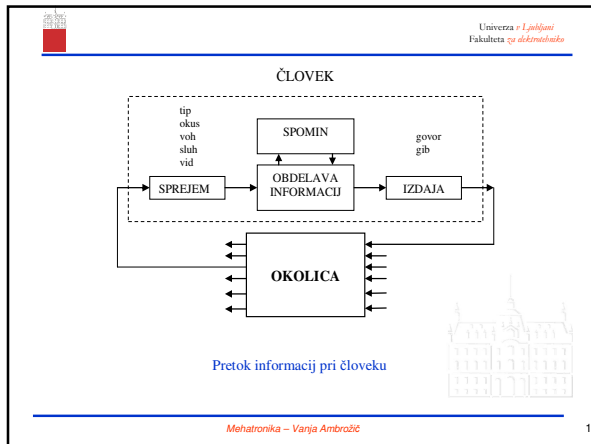 Univerza v Ljubljani
Fakulteta za elektrotehniko
ČLOVEK
tip
okus
voh
sluh
vid
SPOMIN
govor
gib
SPREJEM
OBDELAVA
INFORMACIJ
IZDAJA
OKOLICA
Pretok informacij pri človeku
Mehatronika – Vanja Ambrožič
1